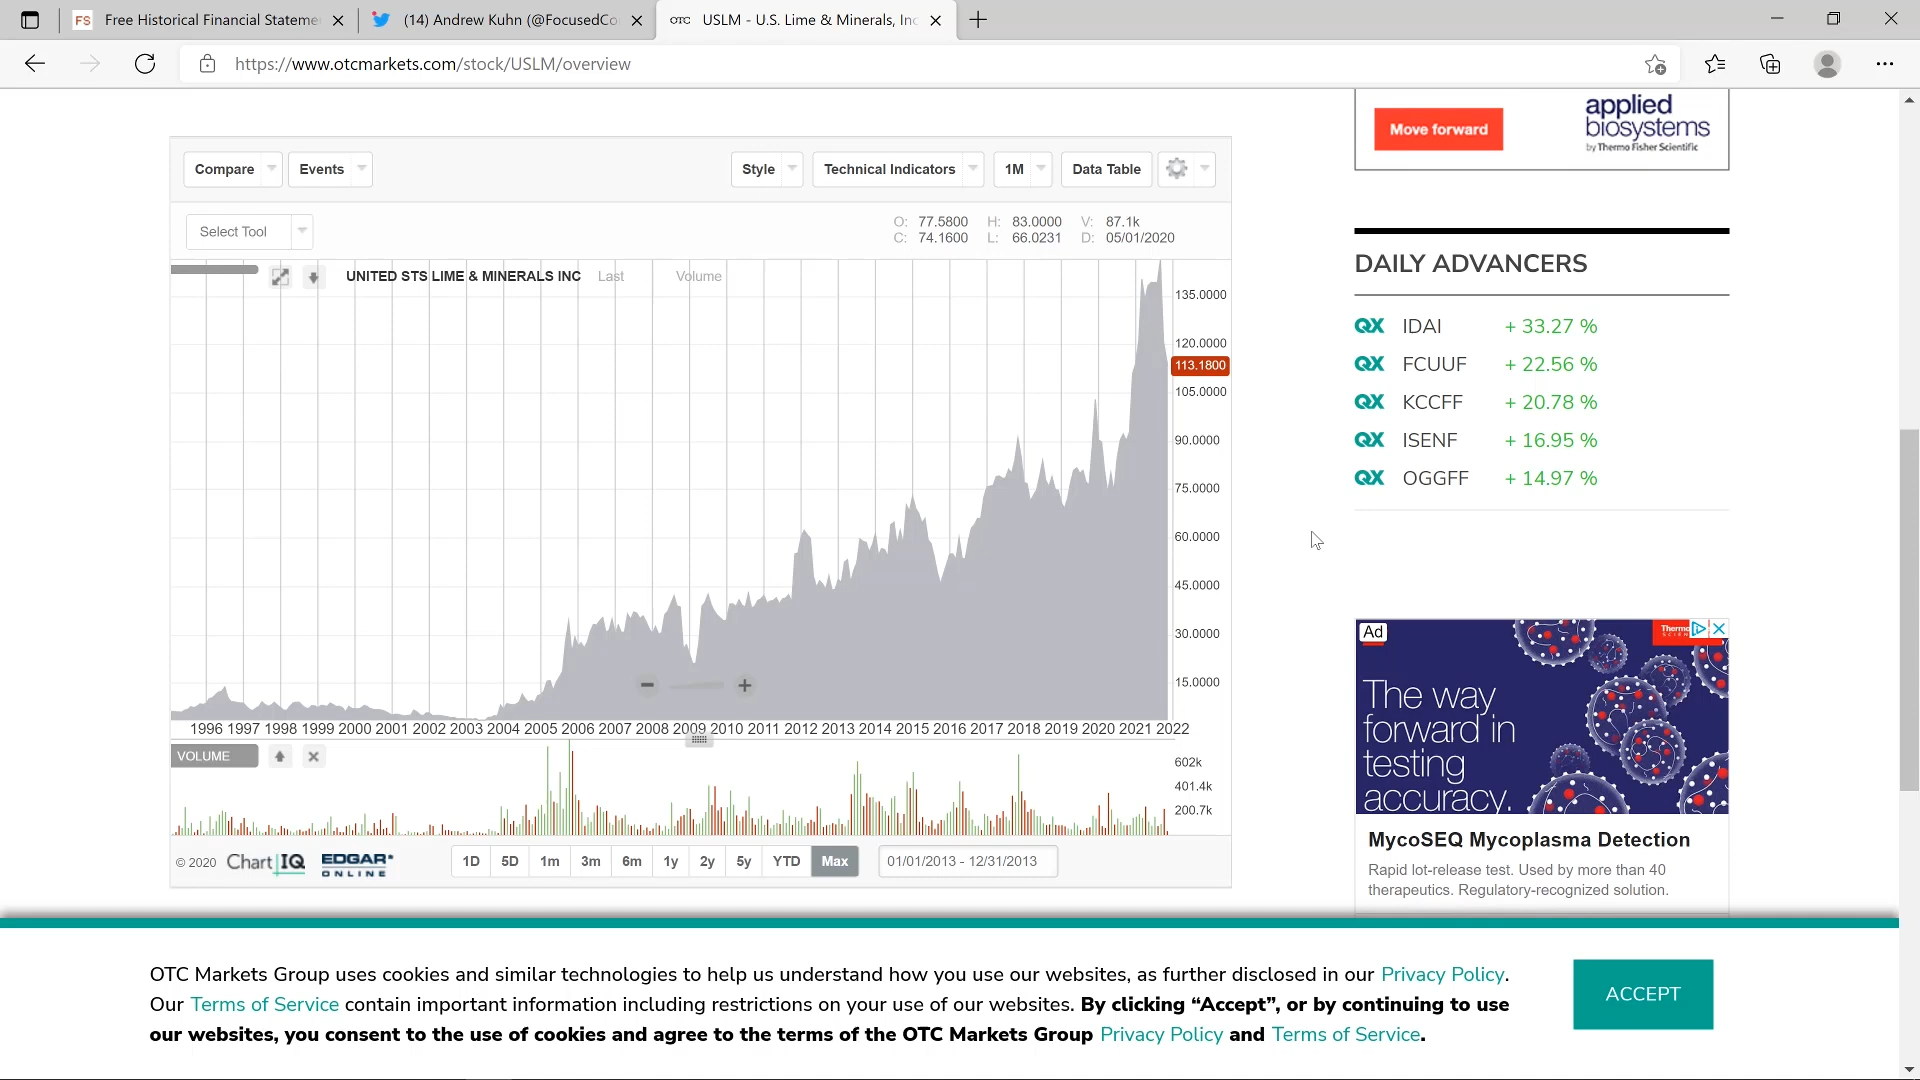 FS Free Historical Financial Stateme
(14) Andrew Kuhn (@FocusedCo
OTC USLM - U.S. Lime & Minerals, Inc
https://www.otcmarkets.com/stock/USLM/overview
Move forward
applied
biosystems
by Thermo Fisher Scientific
Compare
Events
Style
Technical Indicators
1M
Data Table
Select Tool
O: 77.5800 H: 83.0000 V: 87.1k
C: 74.1600 L: 66.0231 D: 05/01/2020
UNITED STS LIME & MINERALS INC Last Volume
135.0000
120.0000
113.1800
105.0000
90.0000
75.0000
60.0000
45.0000
30.0000
15.0000
1996 1997 1998 1999 2000 2001 2002 2003 2004 2005 2006 2007 2008 2009 2010 2011 2012 2013 2014 2015 2016 2017 2018 2019 2020 2021 2022
VOLUME
602k
401.4k
200.7k
© 2020 ChartIQ EDGAR ONLINE
1D 5D 1m 3m 6m 1y 2y 5y YTD Max 01/01/2013 - 12/31/2013
DAILY ADVANCERS
QX IDAI + 33.27 %
QX FCUUF + 22.56 %
QX KCCFF + 20.78 %
QX ISENF + 16.95 %
QX OGGFF + 14.97 %
Ad
The way
forward in
testing
accuracy.
MycoSEQ Mycoplasma Detection
Rapid lot-release test. Used by more than 40
therapeutics. Regulatory-recognized solution.
OTC Markets Group uses cookies and similar technologies to help us understand how you use our websites, as further disclosed in our Privacy Policy.
Our Terms of Service contain important information including restrictions on your use of our websites. By clicking “Accept”, or by continuing to use
our websites, you consent to the use of cookies and agree to the terms of the OTC Markets Group Privacy Policy and Terms of Service.
ACCEPT